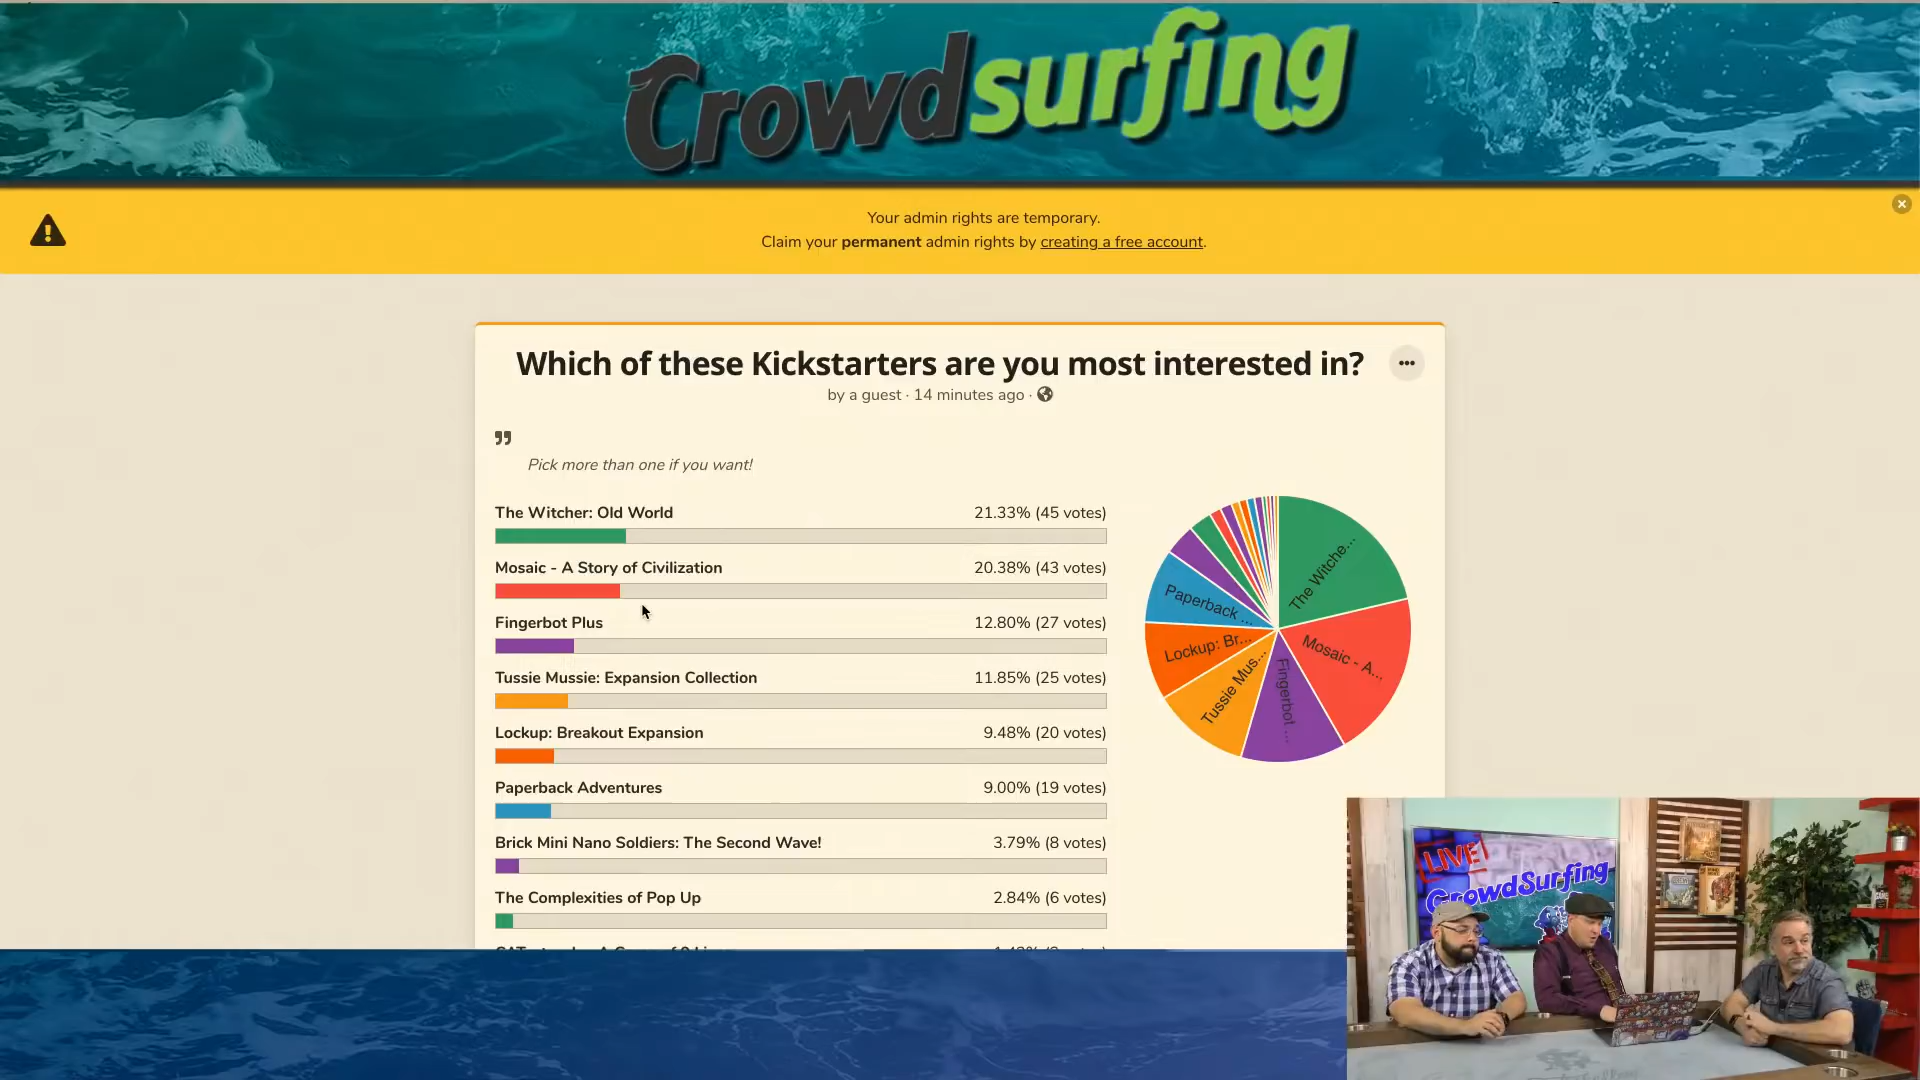 Crowdsurfing
Your admin rights are temporary.
Claim your permanent admin rights by creating a free account.
Which of these Kickstarters are you most interested in?
by a guest · 14 minutes ago ·
Pick more than one if you want!
The Witcher: Old World 21.33% (45 votes)
Mosaic - A Story of Civilization 20.38% (43 votes)
Fingerbot Plus 12.80% (27 votes)
Tussie Mussie: Expansion Collection 11.85% (25 votes)
Lockup: Breakout Expansion 9.48% (20 votes)
Paperback Adventures 9.00% (19 votes)
Brick Mini Nano Soldiers: The Second Wave! 3.79% (8 votes)
The Complexities of Pop Up 2.84% (6 votes)
The Witche...
Mosaic - A...
Fingerbot ...
Tussie Mus...
Lockup: Br...
Paperback ...
LIVE
CrowdSurfing